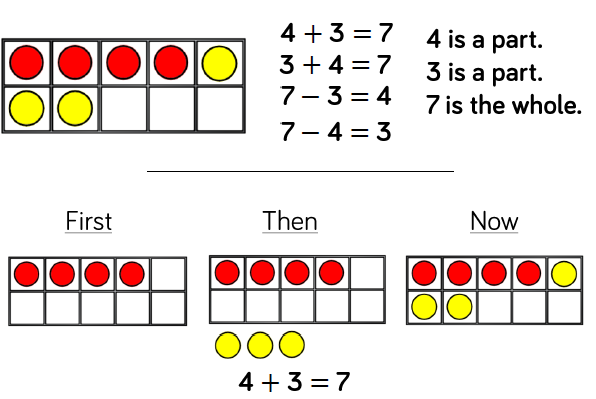 4 + 3 = 7
3 + 4 = 7
7 − 3 = 4
7 − 4 = 3
4 is a part.
3 is a part.
7 is the whole.
First
Then
Now
4 + 3 = 7